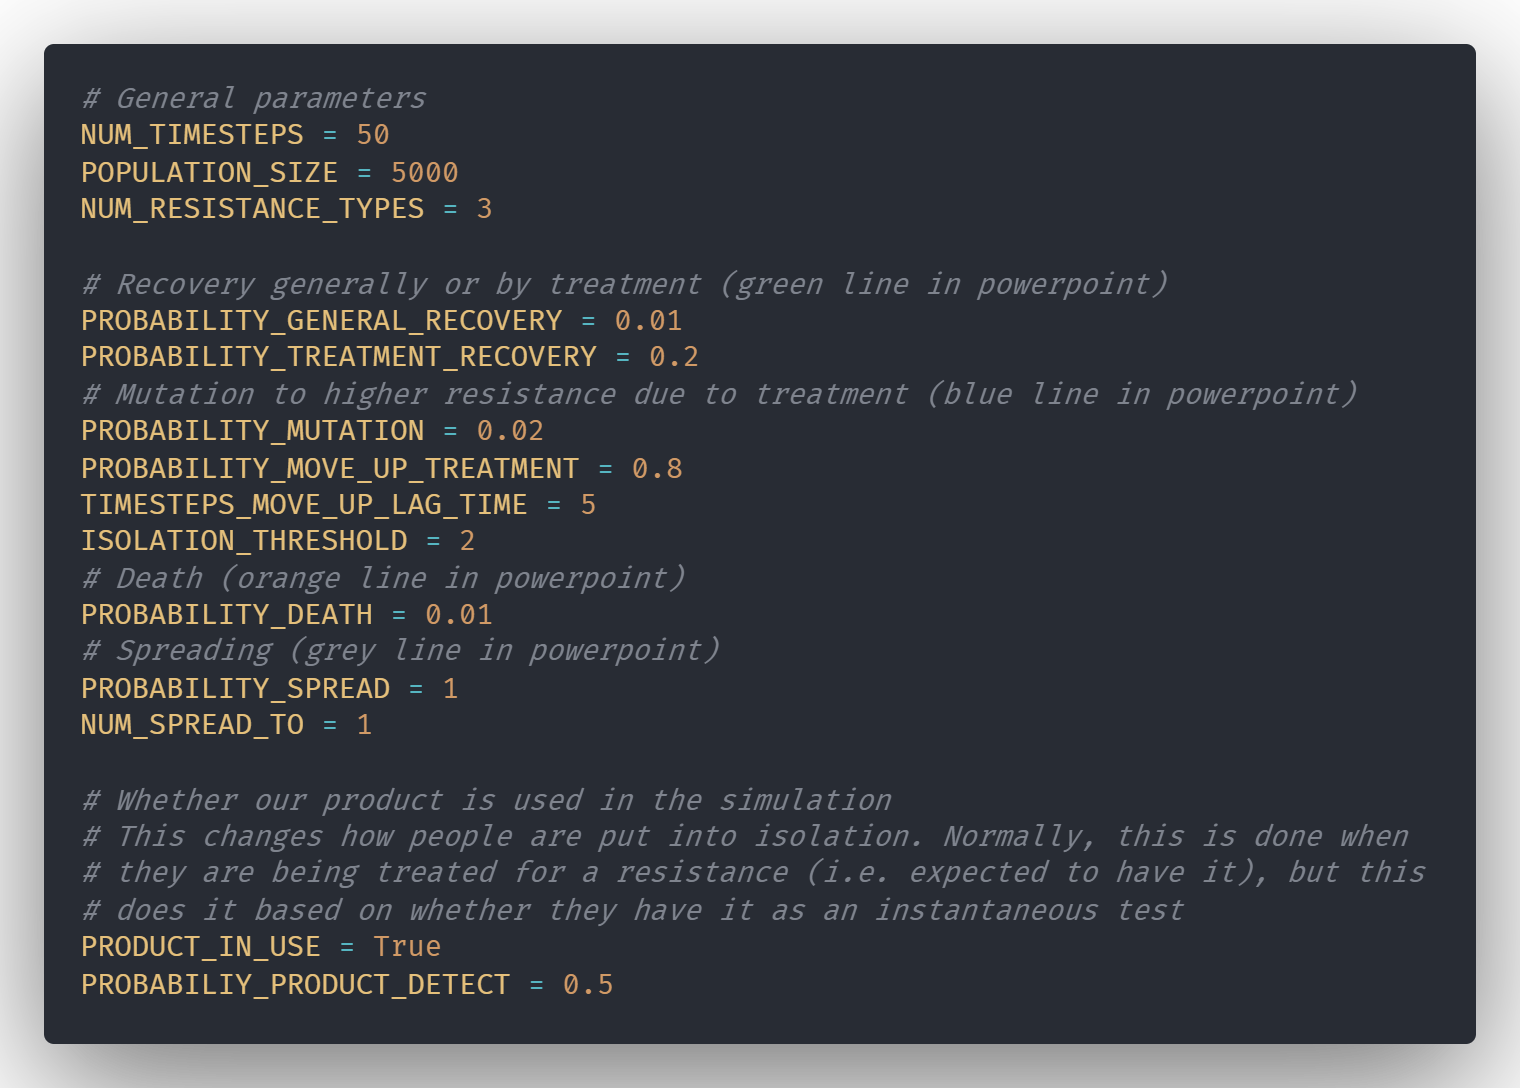 # General parameters
NUM_TIMESTEPS = 50
POPULATION_SIZE = 5000
NUM_RESISTANCE_TYPES = 3
# Recovery generally or by treatment (green line in powerpoint)
PROBABILITY_GENERAL_RECOVERY = 0.01
PROBABILITY_TREATMENT_RECOVERY = 0.2
# Mutation to higher resistance due to treatment (blue line in powerpoint)
PROBABILITY_MUTATION = 0.02
PROBABILITY_MOVE_UP_TREATMENT = 0.8
TIMESTEPS_MOVE_UP_LAG_TIME = 5
ISOLATION_THRESHOLD = 2
# Death (orange line in powerpoint)
PROBABILITY_DEATH = 0.01
# Spreading (grey line in powerpoint)
PROBABILITY_SPREAD = 1
NUM_SPREAD_TO = 1
# Whether our product is used in the simulation
# This changes how people are put into isolation. Normally, this is done when
# they are being treated for a resistance (i.e. expected to have it), but this
# does it based on whether they have it as an instantaneous test
PRODUCT_IN_USE = True
PROBABILIY_PRODUCT_DETECT = 0.5